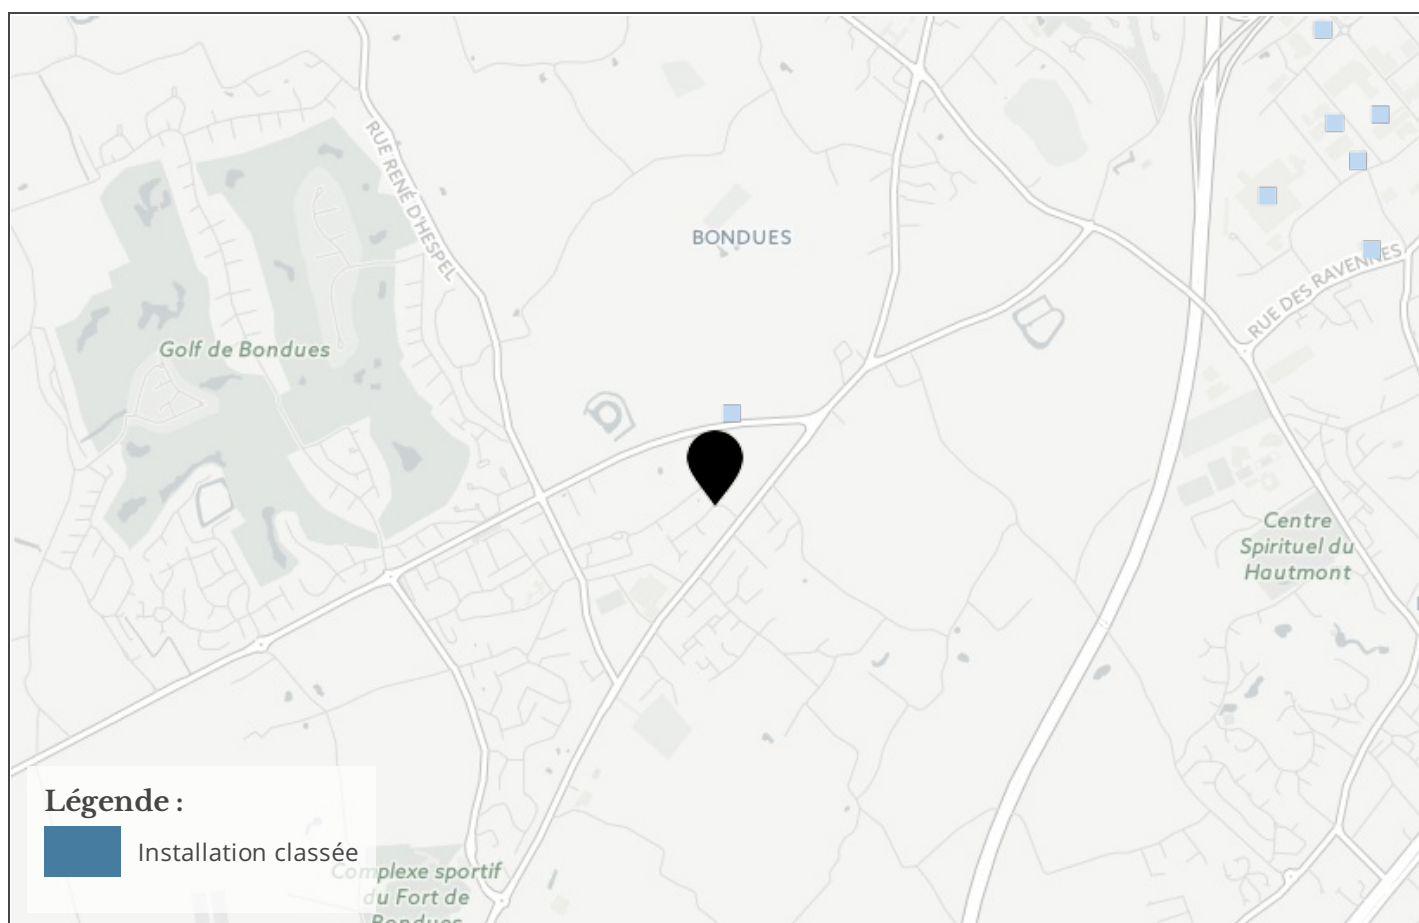 RUE RENÉ D'HESPEL
BONDUES
RUE DES RAVENNES
Golf de Bondues
Centre
Spirituel du
Hautmont
Légende :
Installation classée
Complexe sportif
du Fort de
Bondues